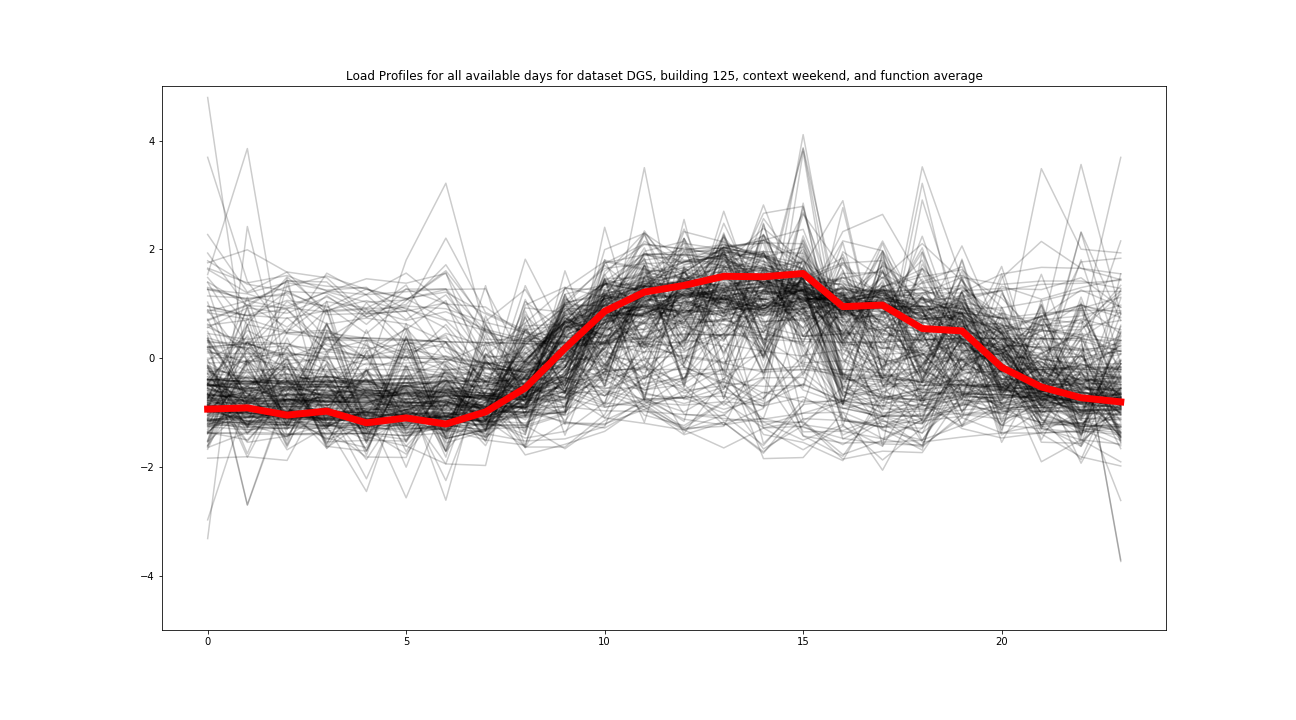 Load Profiles for all available days for dataset DGS, building 125, context weekend, and function average
4
2
0
−2
−4
0 5 10 15 20